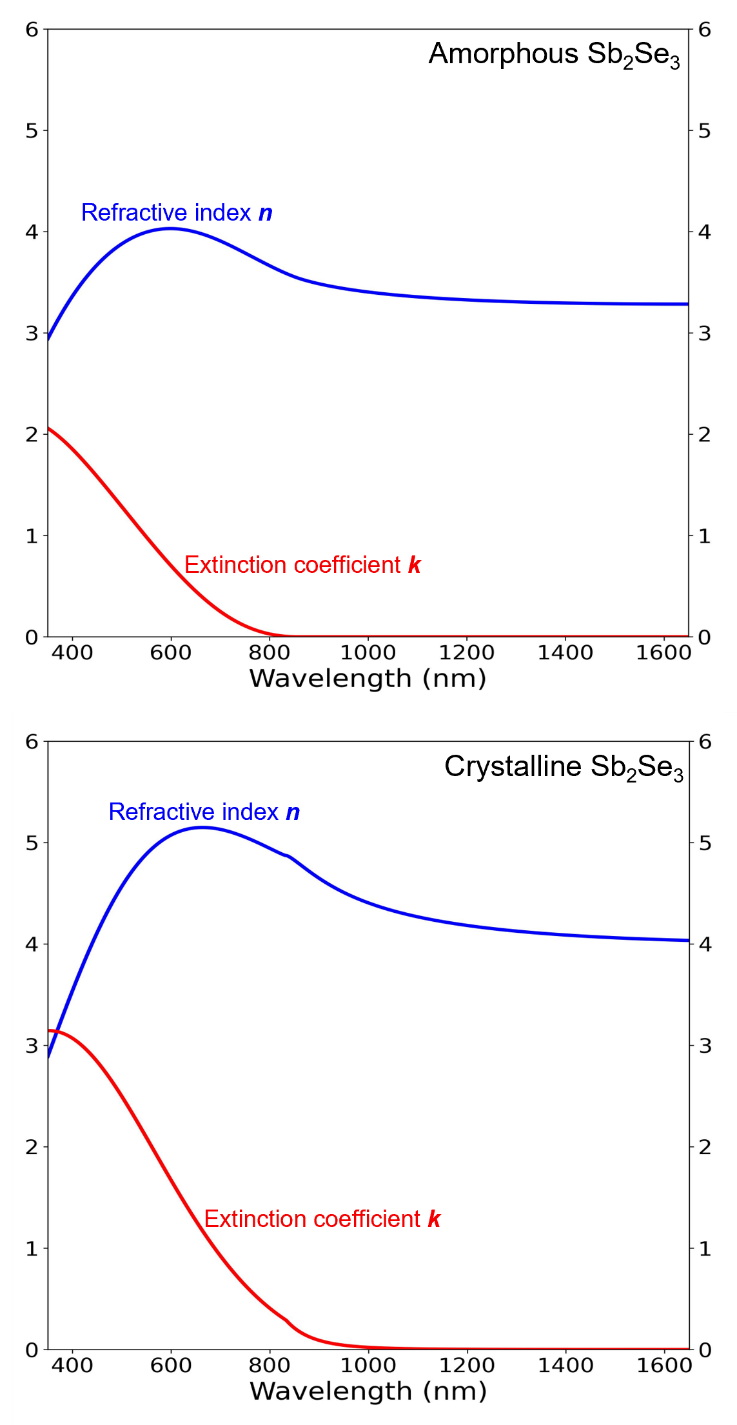 Amorphous Sb₂Se₃
6 6
5 5
Refractive index n
4 4
3 3
2 2
1 1
Extinction coefficient k
0 0
400 600 800 1000 1200 1400 1600
Wavelength (nm)
6 6
Crystalline Sb₂Se₃
Refractive index n
5 5
4 4
3 3
2 2
Extinction coefficient k
1 1
0 0
400 600 800 1000 1200 1400 1600
Wavelength (nm)